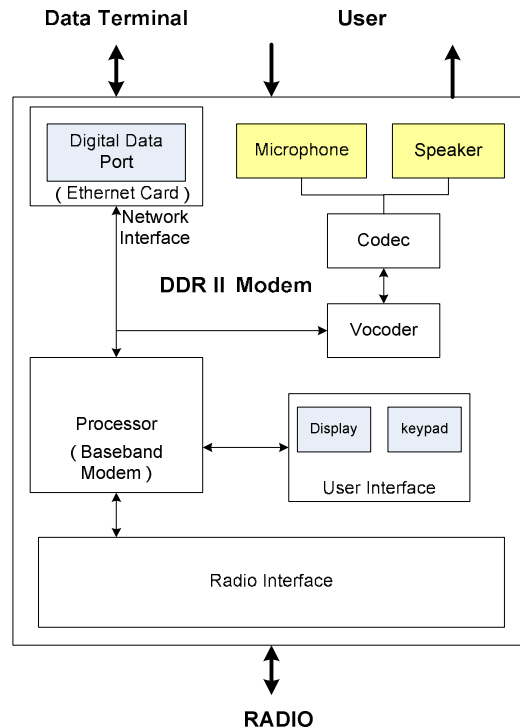 Data Terminal
User
Digital Data
Port
( Ethernet Card )
Network
Interface
Microphone
Speaker
Codec
DDR II Modem
Vocoder
Processor
( Baseband
Modem )
Display
keypad
User Interface
Radio Interface
RADIO